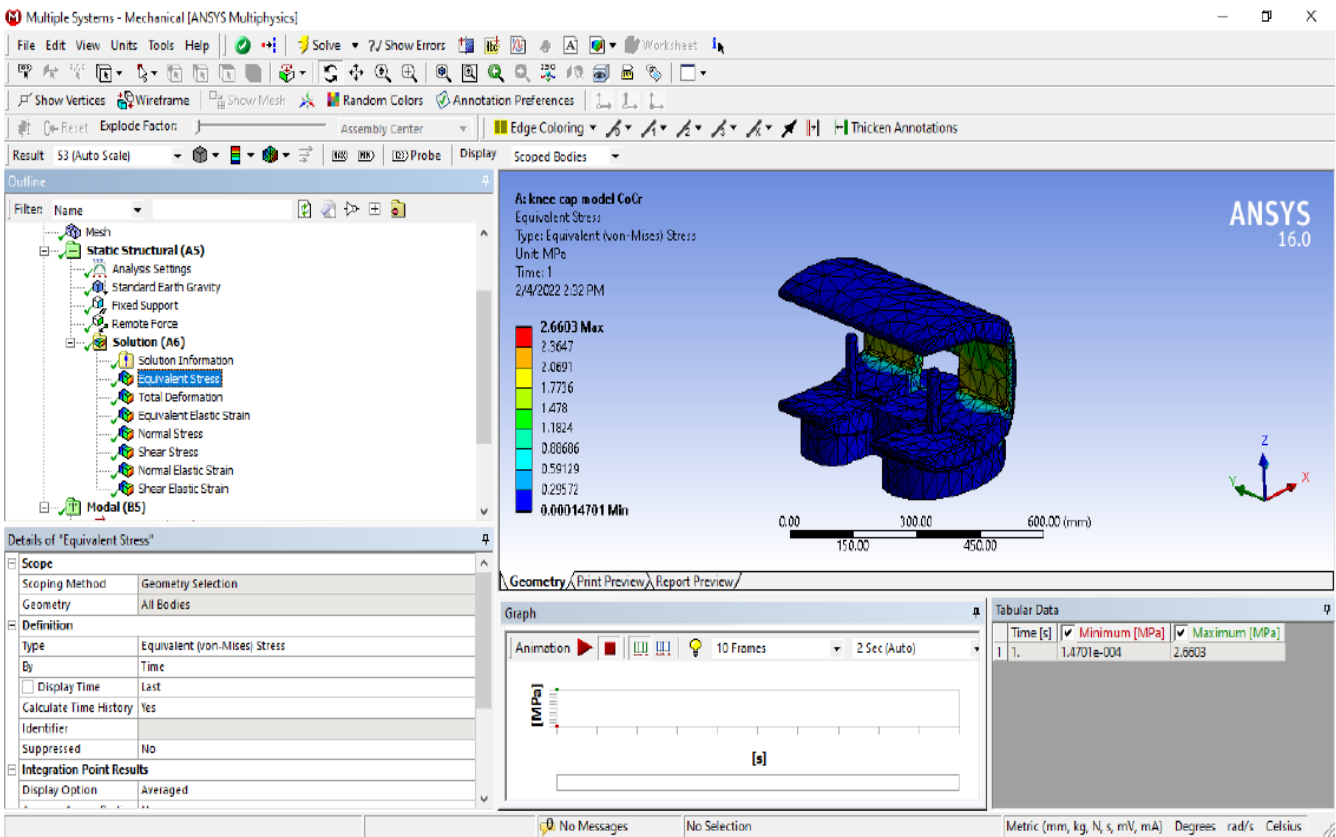 Multiple Systems - Mechanical [ANSYS Multiphysics]
File Edit View Units Tools Help Solve ?/ Show Errors Worksheet
Show Vertices Wireframe Show Mesh Random Colors Annotation Preferences
Reset Explode Factor: Assembly Center Edge Coloring Thicken Annotations
Result 53 (Auto Scale) Probe Display Scoped Bodies
Outline
Filter: Name
Mesh
Static Structural (A5)
Analysis Settings
Standard Earth Gravity
Fixed Support
Remote Force
Solution (A6)
Solution Information
Equivalent Stress
Total Deformation
Equivalent Elastic Strain
Normal Stress
Shear Stress
Normal Elastic Strain
Shear Elastic Strain
Modal (B5)
Details of "Equivalent Stress"
Scope
Scoping Method Geometry Selection
Geometry All Bodies
Definition
Type Equivalent (von-Mises) Stress
By Time
Display Time Last
Calculate Time History Yes
Identifier
Suppressed No
Integration Point Results
Display Option Averaged
A: knee cap model CoCr
Equivalent Stress
Type: Equivalent (von-Mises) Stress
Unit: MPa
Time: 1
2/4/2022 2:32 PM
2.6603 Max
2.3647
2.0691
1.7736
1.478
1.1824
0.88686
0.59129
0.29572
0.00014701 Min
ANSYS
16.0
Z
Y
X
0.00 300.00 600.00 (mm)
150.00 450.00
Geometry Print Preview Report Preview
Graph
Animation 10 Frames 2 Sec (Auto)
[MPa]
[s]
Tabular Data
Time [s] Minimum [MPa] Maximum [MPa]
1 1. 1.4701e-004 2.6603
No Messages No Selection Metric (mm, kg, N, s, mV, mA) Degrees rad/s Celsius